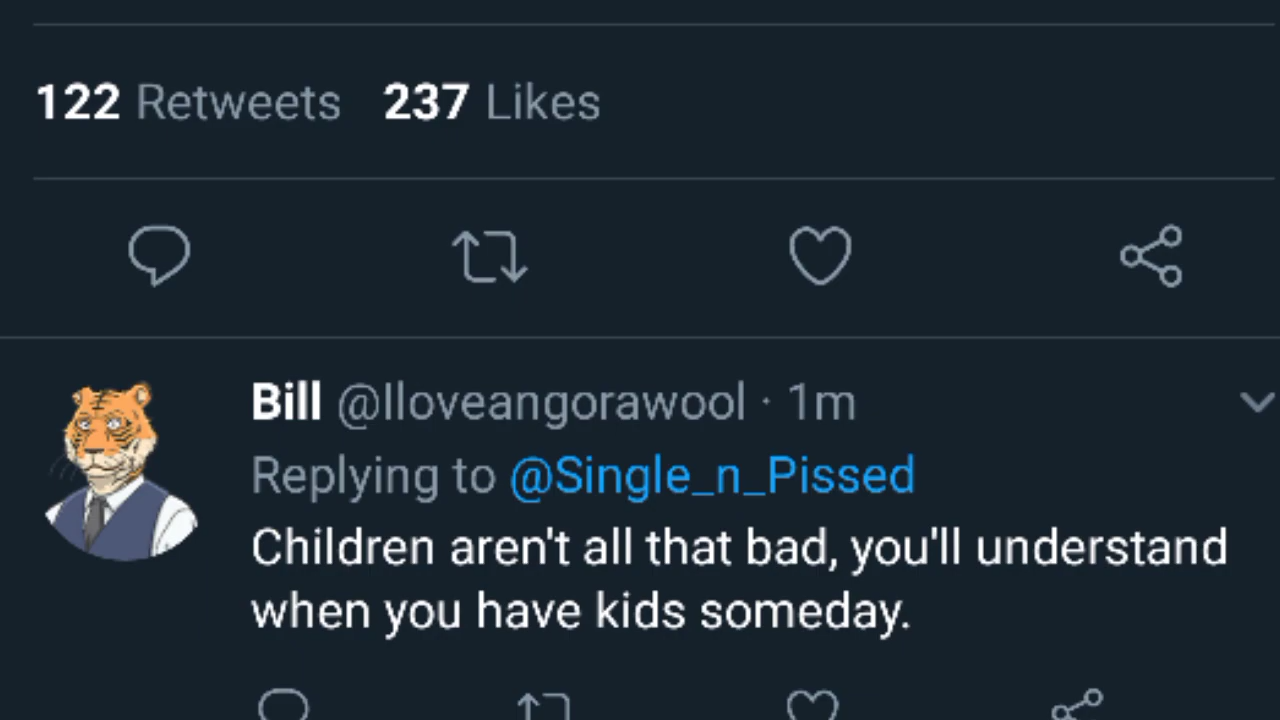 122 Retweets 237 Likes
Bill @Iloveangorawool · 1m
Replying to @Single_n_Pissed
Children aren't all that bad, you'll understand
when you have kids someday.